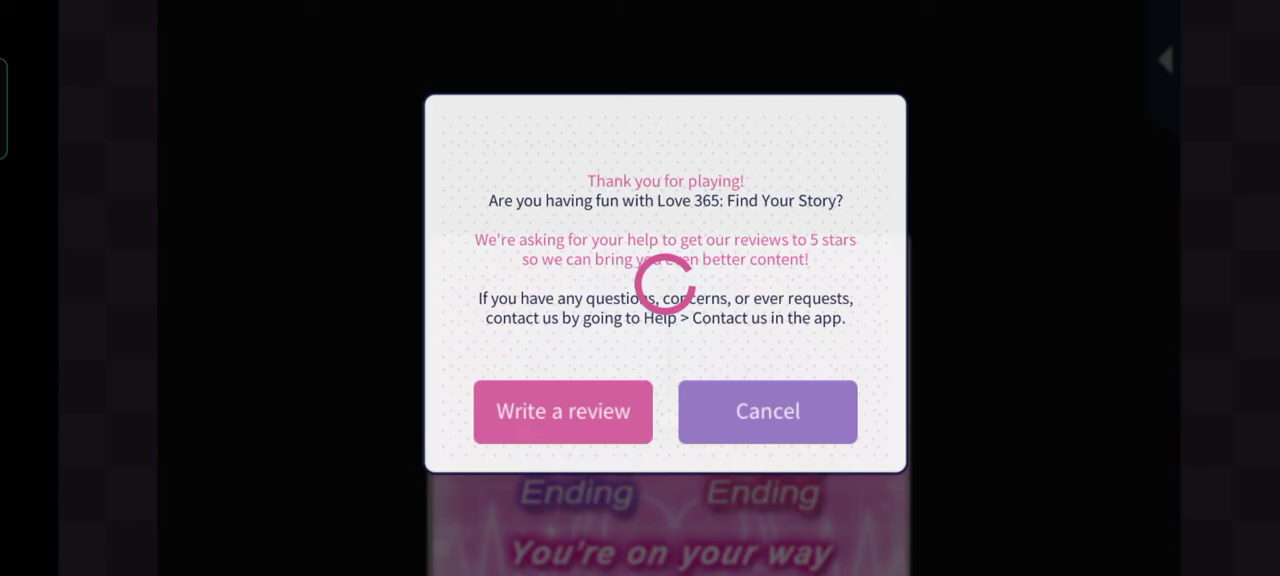 Thank you for playing!
Are you having fun with Love 365: Find Your Story?
We're asking for your help to get our reviews to 5 stars
so we can bring you even better content!
If you have any questions, concerns, or ever requests,
contact us by going to Help > Contact us in the app.
Write a review
Cancel
Ending
Ending
You're on your way